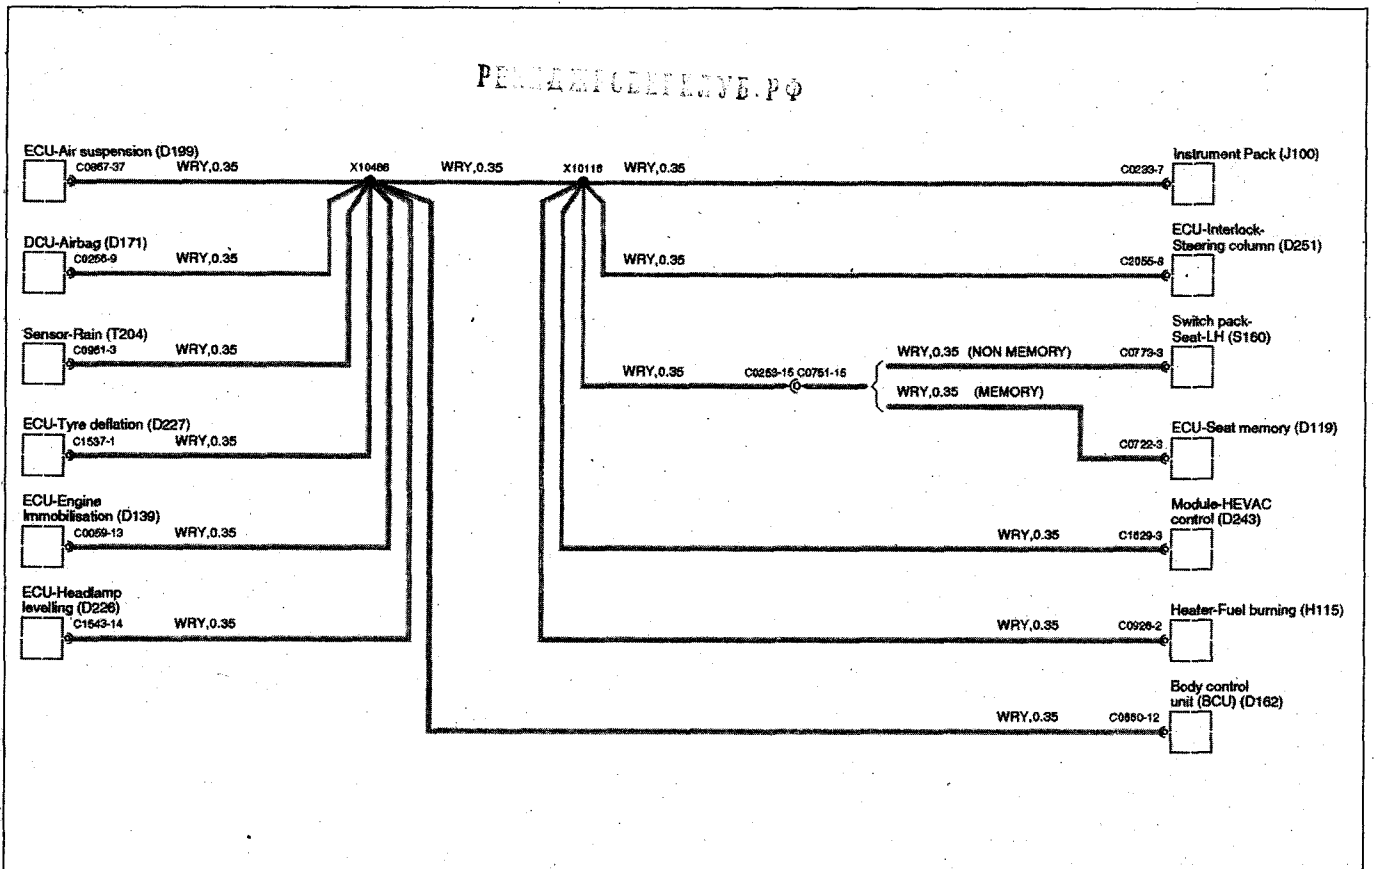 ECU-Air suspension (D199)
C0867-37 WRY,0.35 X10486 WRY,0.35 X10116 WRY,0.35 C0233-7
Instrument Pack (J100)
DCU-Airbag (D171)
C0256-9 WRY,0.35
WRY,0.35 C2055-8
ECU-Interlock-
Steering column (D251)
Sensor-Rain (T204)
C0961-3 WRY,0.35
Switch pack-
Seat-LH (S160)
WRY,0.35 (NON MEMORY) C0773-3
WRY,0.35 C0253-15 C0751-15
WRY,0.35 (MEMORY)
ECU-Tyre deflation (D227)
C1537-1 WRY,0.35
ECU-Seat memory (D119)
C0722-3
ECU-Engine
Immobilisation (D139)
C0059-13 WRY,0.35
Module-HEVAC
control (D243)
WRY,0.35 C1629-3
ECU-Headlamp
levelling (D226)
C1543-14 WRY,0.35
Heater-Fuel burning (H115)
WRY,0.35 C0926-2
Body control
unit (BCU) (D162)
WRY,0.35 C0660-12